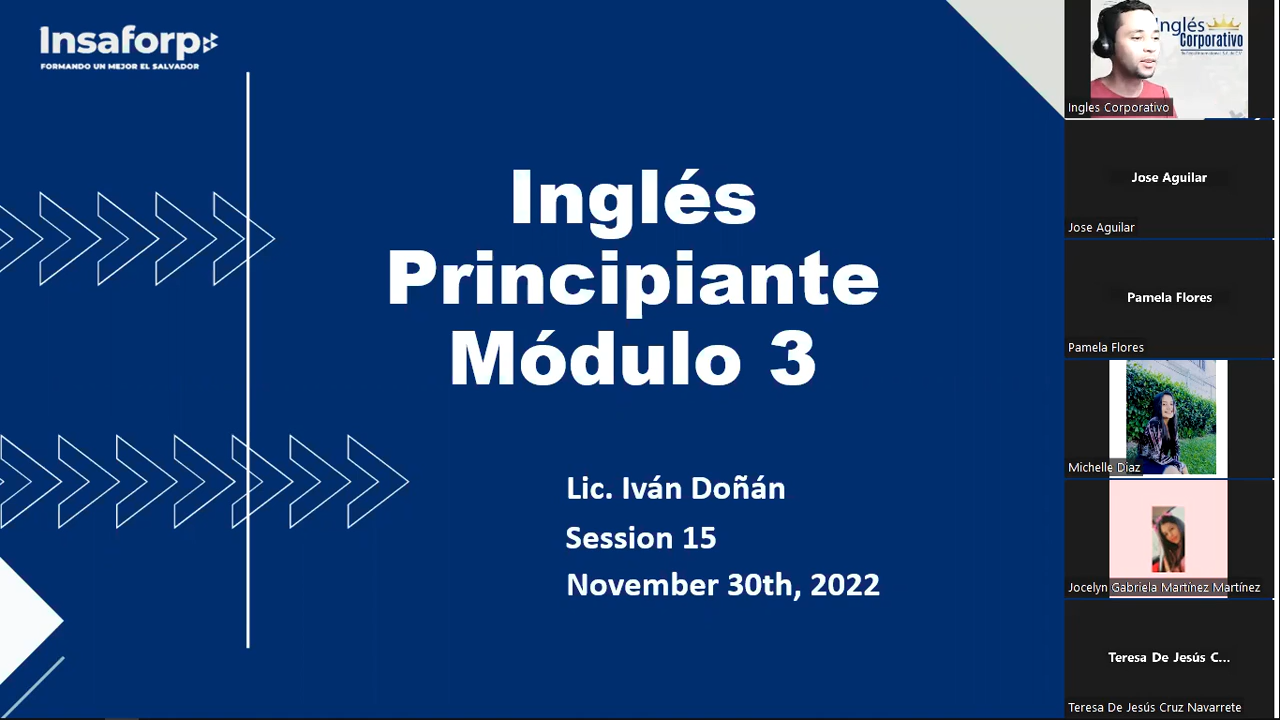 Insaforp
FORMANDO UN MEJOR EL SALVADOR
Inglés
Principiante
Módulo 3
Lic. Iván Doñán
Session 15
November 30th, 2022
Inglés
Corporativo
Ingles Corporativo
Jose Aguilar
Jose Aguilar
Pamela Flores
Pamela Flores
Michelle Diaz
Jocelyn Gabriela Martînez Martínez
Teresa De Jesús C...
Teresa De Jesús Cruz Navarrete